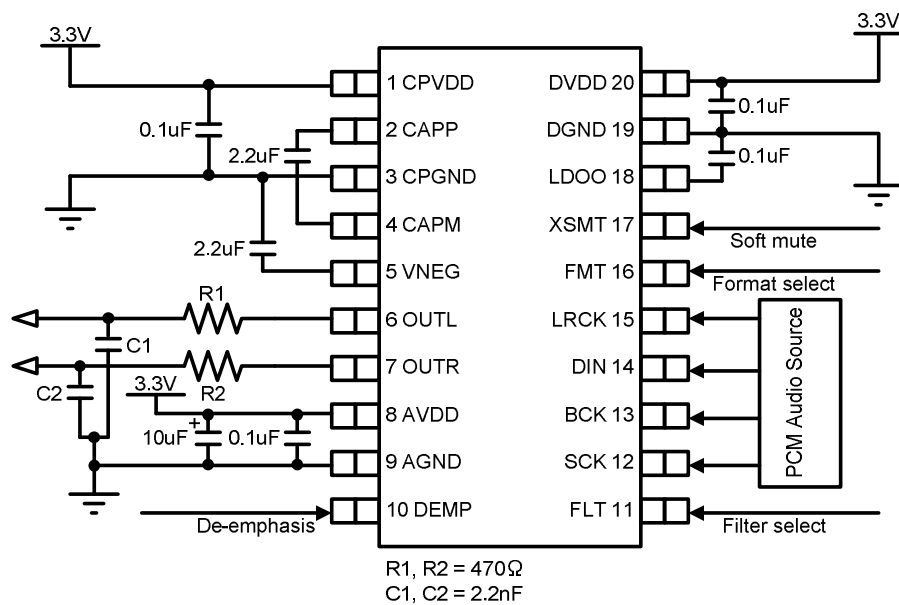 3.3V
3.3V
1 CPVDD
DVDD 20
0.1uF
0.1uF
2 CAPP
DGND 19
2.2uF
0.1uF
3 CPGND
LDOO 18
4 CAPM
XSMT 17
Soft mute
2.2uF
5 VNEG
FMT 16
Format select
R1
6 OUTL
LRCK 15
C1
7 OUTR
DIN 14
C2
R2
3.3V
8 AVDD
BCK 13
+
10uF
0.1uF
9 AGND
SCK 12
PCM Audio Source
10 DEMP
FLT 11
De-emphasis
Filter select
R1, R2 = 470Ω
C1, C2 = 2.2nF